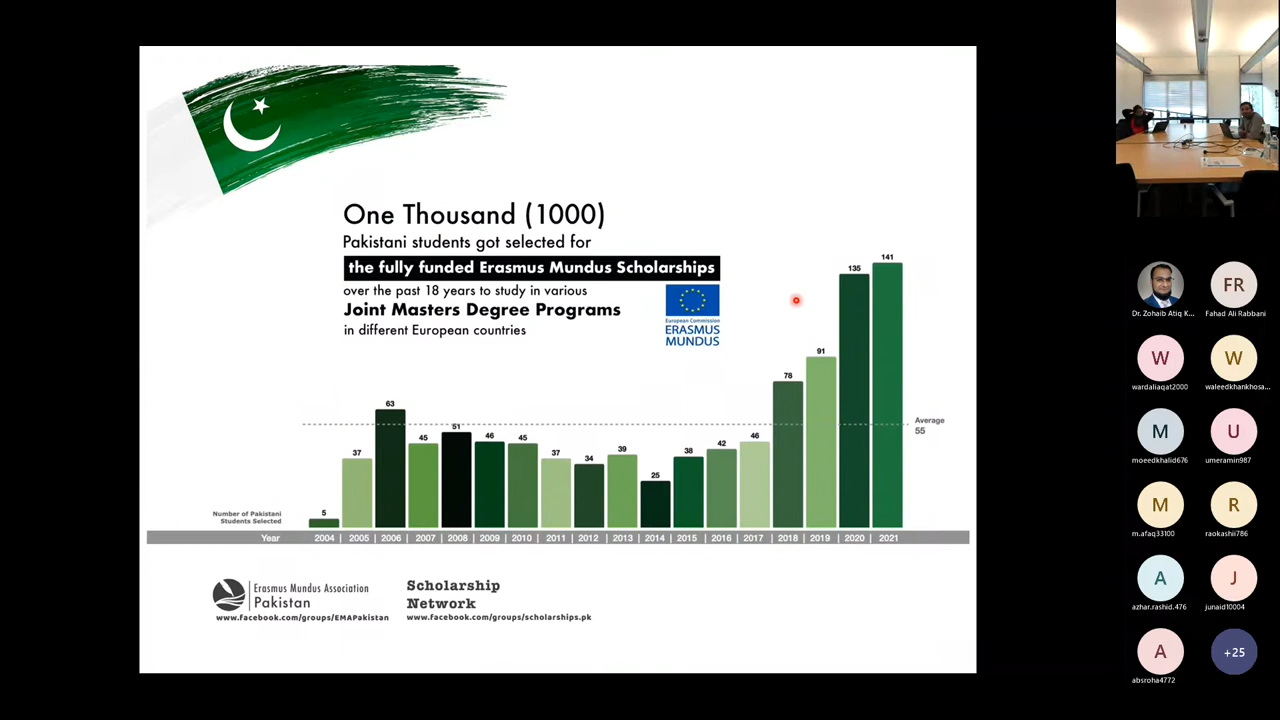 One Thousand (1000)
Pakistani students got selected for
the fully funded Erasmus Mundus Scholarships
over the past 18 years to study in various
Joint Masters Degree Programs
in different European countries
European Commission
ERASMUS
MUNDUS
5
37
63
45
51
46
45
37
34
39
25
38
42
46
78
91
135
141
Average
55
Number of Pakistani
Students Selected
Year 2004 | 2005 | 2006 | 2007 | 2008 | 2009 | 2010 | 2011 | 2012 | 2013 | 2014 | 2015 | 2016 | 2017 | 2018 | 2019 | 2020 | 2021
Erasmus Mundus Association
Pakistan
www.facebook.com/groups/EMAPakistan
Scholarship
Network
www.facebook.com/groups/scholarships.pk
Dr. Zohaib Atiq K...
FR
Fahad Ali Rabbani
W
wardaliaqat2000
W
waleedkhankhosa...
M
moeedkhalid676
U
umeramin987
M
m.afaq33100
R
raokashii786
A
azhar.rashid.476
J
junaid10004
A
absroha4772
+25